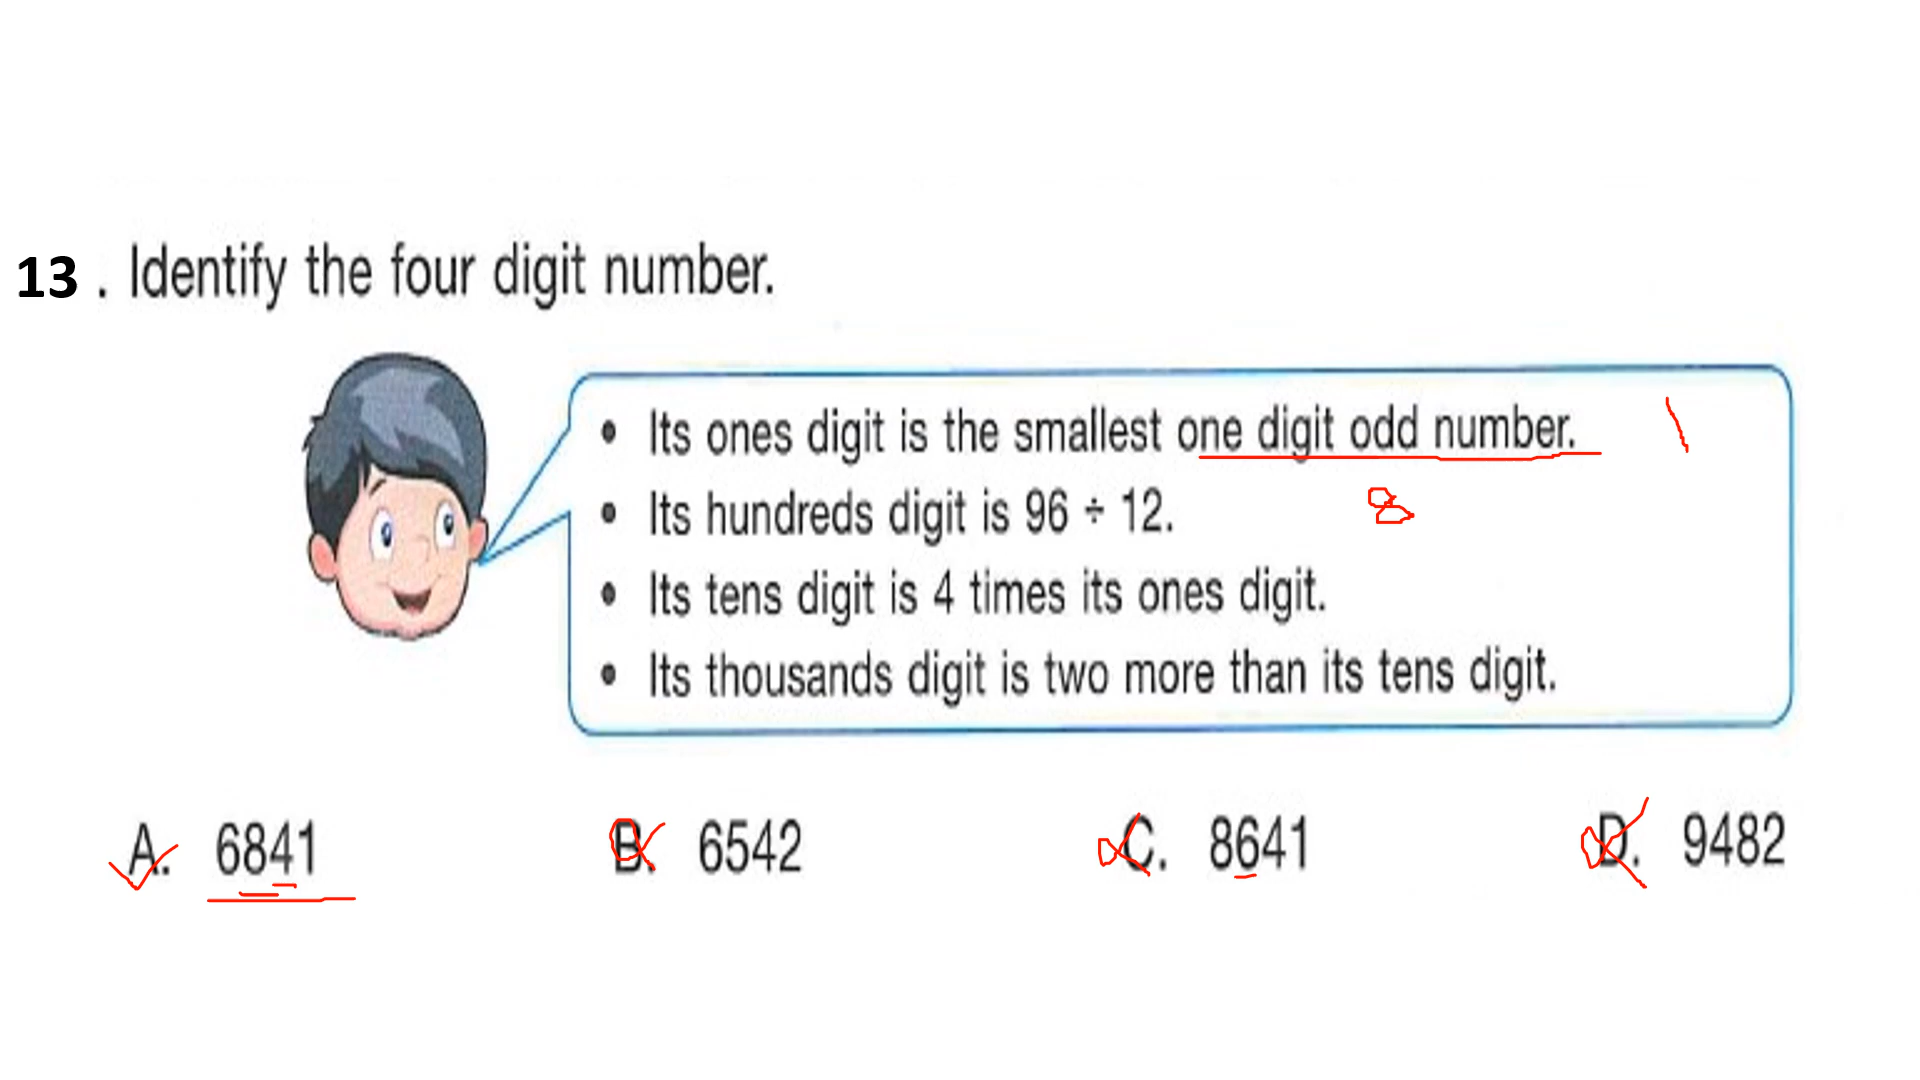 13 . Identify the four digit number.
• Its ones digit is the smallest one digit odd number. 1
• Its hundreds digit is 96 ÷ 12. 8
• Its tens digit is 4 times its ones digit.
• Its thousands digit is two more than its tens digit.
A. 6841 B. 6542 C. 8641 D. 9482